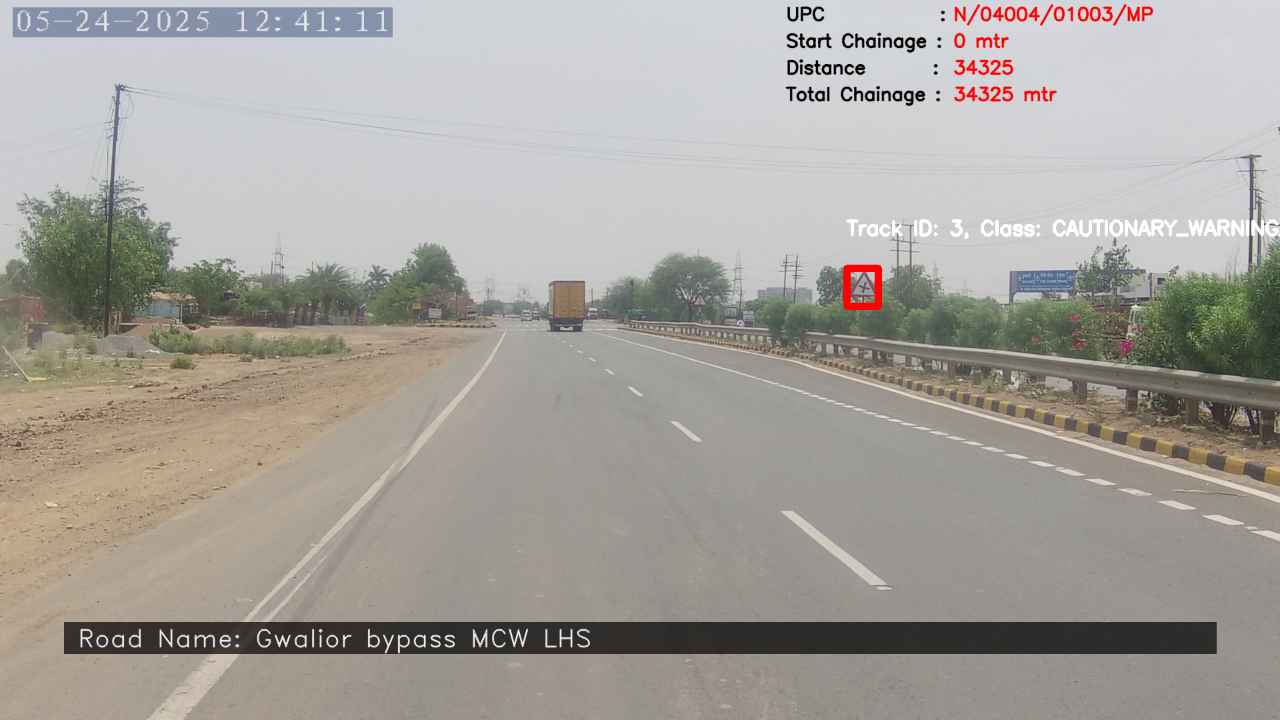 05-24-2025 12:41:11
UPC : N/04004/01003/MP
Start Chainage : 0 mtr
Distance : 34325
Total Chainage : 34325 mtr
Track ID: 3, Class: CAUTIONARY_WARNING
Road Name: Gwalior bypass MCW LHS